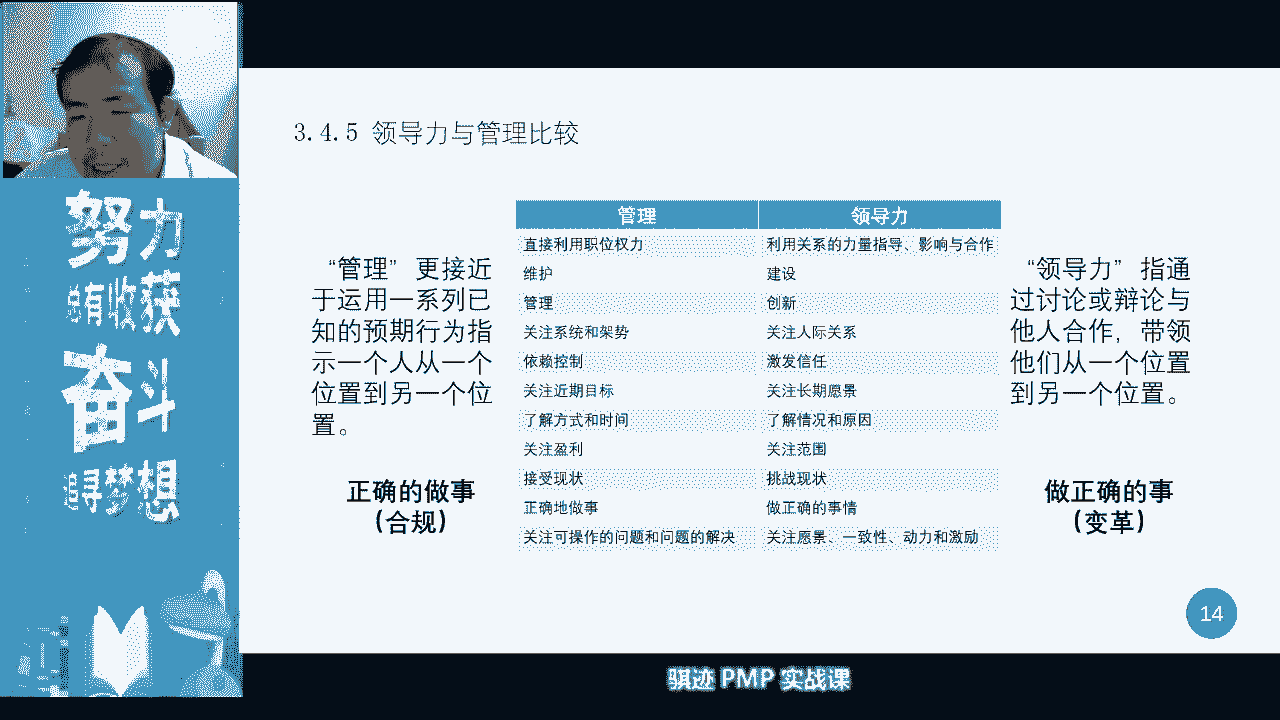 努力
总有收获
奋斗
追寻梦想
3.4.5 领导力与管理比较
“管理” 更接近
于运用一系列已
知的预期行为指
示一个人从一个
位置到另一个位
置。
正确的做事
（合规）
管理 领导力
直接利用职位权力 利用关系的力量指导、影响与合作
维护 建设
管理 创新
关注系统和架势 关注人际关系
依赖控制 激发信任
关注近期目标 关注长期愿景
了解方式和时间 了解情况和原因
关注盈利 关注范围
接受现状 挑战现状
正确地做事 做正确的事情
关注可操作的问题和问题的解决 关注愿景、一致性、动力和激励
“领导力” 指通
过讨论或辩论与
他人合作，带领
他们从一个位置
到另一个位置。
做正确的事
（变革）
14
骐迹 PMP 实战课